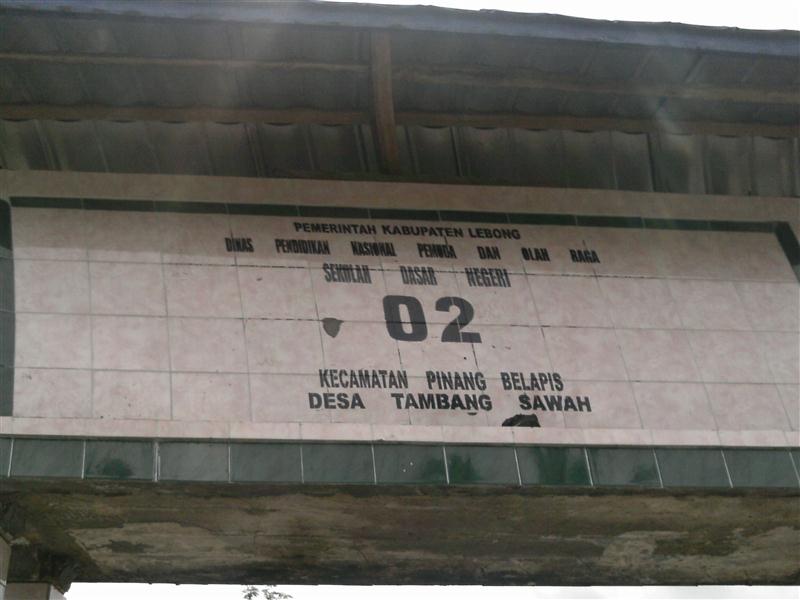 PEMERINTAH KABUPATEN LEBONG
DINAS PENDIDIKAN NASIONAL PEMUDA DAN OLAH RAGA
SEKOLAH DASAR NEGERI
02
KECAMATAN PINANG BELAPIS
DESA TAMBANG SAWAH